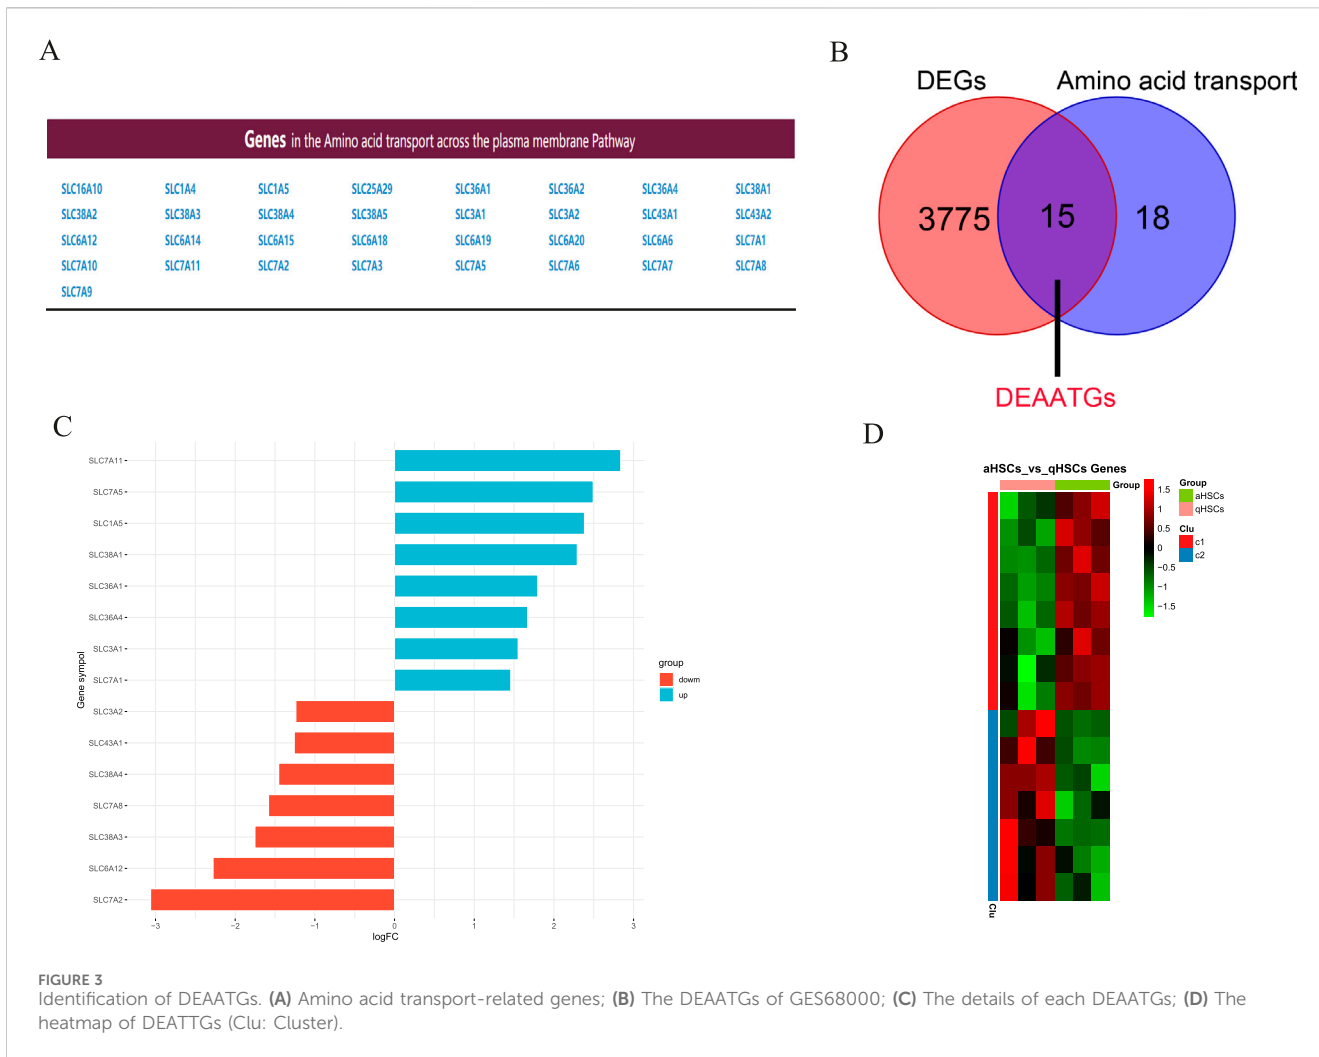 A
Genes in the Amino acid transport across the plasma membrane Pathway
SLC16A10 SLC1A4 SLC1A5 SLC25A29 SLC36A1 SLC36A2 SLC36A4 SLC38A1
SLC38A2 SLC38A3 SLC38A4 SLC38A5 SLC3A1 SLC3A2 SLC43A1 SLC43A2
SLC6A12 SLC6A14 SLC6A15 SLC6A18 SLC6A19 SLC6A20 SLC6A6 SLC7A1
SLC7A10 SLC7A11 SLC7A2 SLC7A3 SLC7A5 SLC7A6 SLC7A7 SLC7A8
SLC7A9
B
DEGs Amino acid transport
3775 15 18
DEAATGs
C
Gene sympol
SLC7A11
SLC7A5
SLC1A5
SLC38A1
SLC36A1
SLC36A4
SLC3A1
SLC7A1
SLC3A2
SLC43A1
SLC38A4
SLC7A8
SLC38A3
SLC6A12
SLC7A2
−3 −2 −1 0 1 2 3
logFC
group
dowm
up
D
aHSCs_vs_qHSCs Genes
Group
1.5
1
0.5
0
−0.5
−1
−1.5
Group
aHSCs
qHSCs
Clu
c1
c2
Clu
FIGURE 3
Identification of DEAATGs. (A) Amino acid transport-related genes; (B) The DEAATGs of GES68000; (C) The details of each DEAATGs; (D) The
heatmap of DEATTGs (Clu: Cluster).